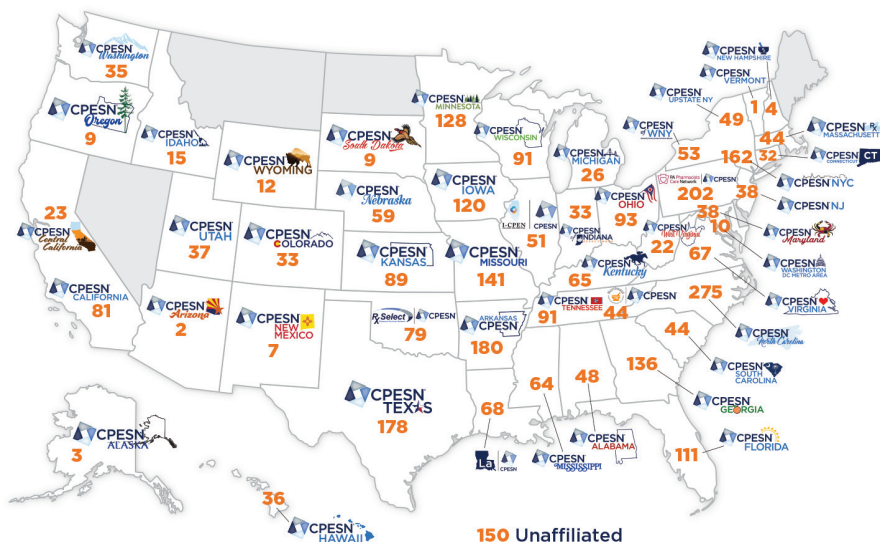 CPESN
Washington
35
CPESN
Oregon
9
CPESN
IDAHO
15
CPESN
WYOMING
12
CPESN
South Dakota
9
CPESN
MINNESOTA
128
CPESN
WISCONSIN
91
CPESN
MICHIGAN
26
CPESN
NEW HAMPSHIRE
4
CPESN
VERMONT
1
CPESN
UPSTATE NY
49
CPESN
WNY
53
44
CPESN
MASSACHUSETTS
32
CPESN
CONNECTICUT
CT
162
CPESN NYC
38
CPESN NJ
PA Pharmacists
Care Network
CPESN
202
38
CPESN
Maryland
10
CPESN
WASHINGTON
DC METRO AREA
67
CPESN
VIRGINIA
CPESN
West Virginia
22
CPESN
OHIO
93
33
CPESN
INDIANA
I-CPEN
CPESN
51
CPESN
IOWA
120
CPESN
Nebraska
59
CPESN
UTAH
37
CPESN
COLORADO
33
CPESN
KANSAS
89
CPESN
MISSOURI
141
CPESN
Kentucky
65
CPESN
TENNESSEE
91
CPESN
44
275
CPESN
North Carolina
44
CPESN
SOUTH
CAROLINA
136
CPESN
GEORGIA
111
CPESN
FLORIDA
48
CPESN
ALABAMA
64
CPESN
MISSISSIPPI
68
La
CPESN
ARKANSAS
CPESN
180
RxSelect
CPESN
79
CPESN
TEXAS
178
CPESN
NEW
MEXICO
7
CPESN
Arizona
2
23
CPESN
Central
California
CPESN
CALIFORNIA
81
CPESN
ALASKA
3
36
CPESN
HAWAII
150 Unaffiliated